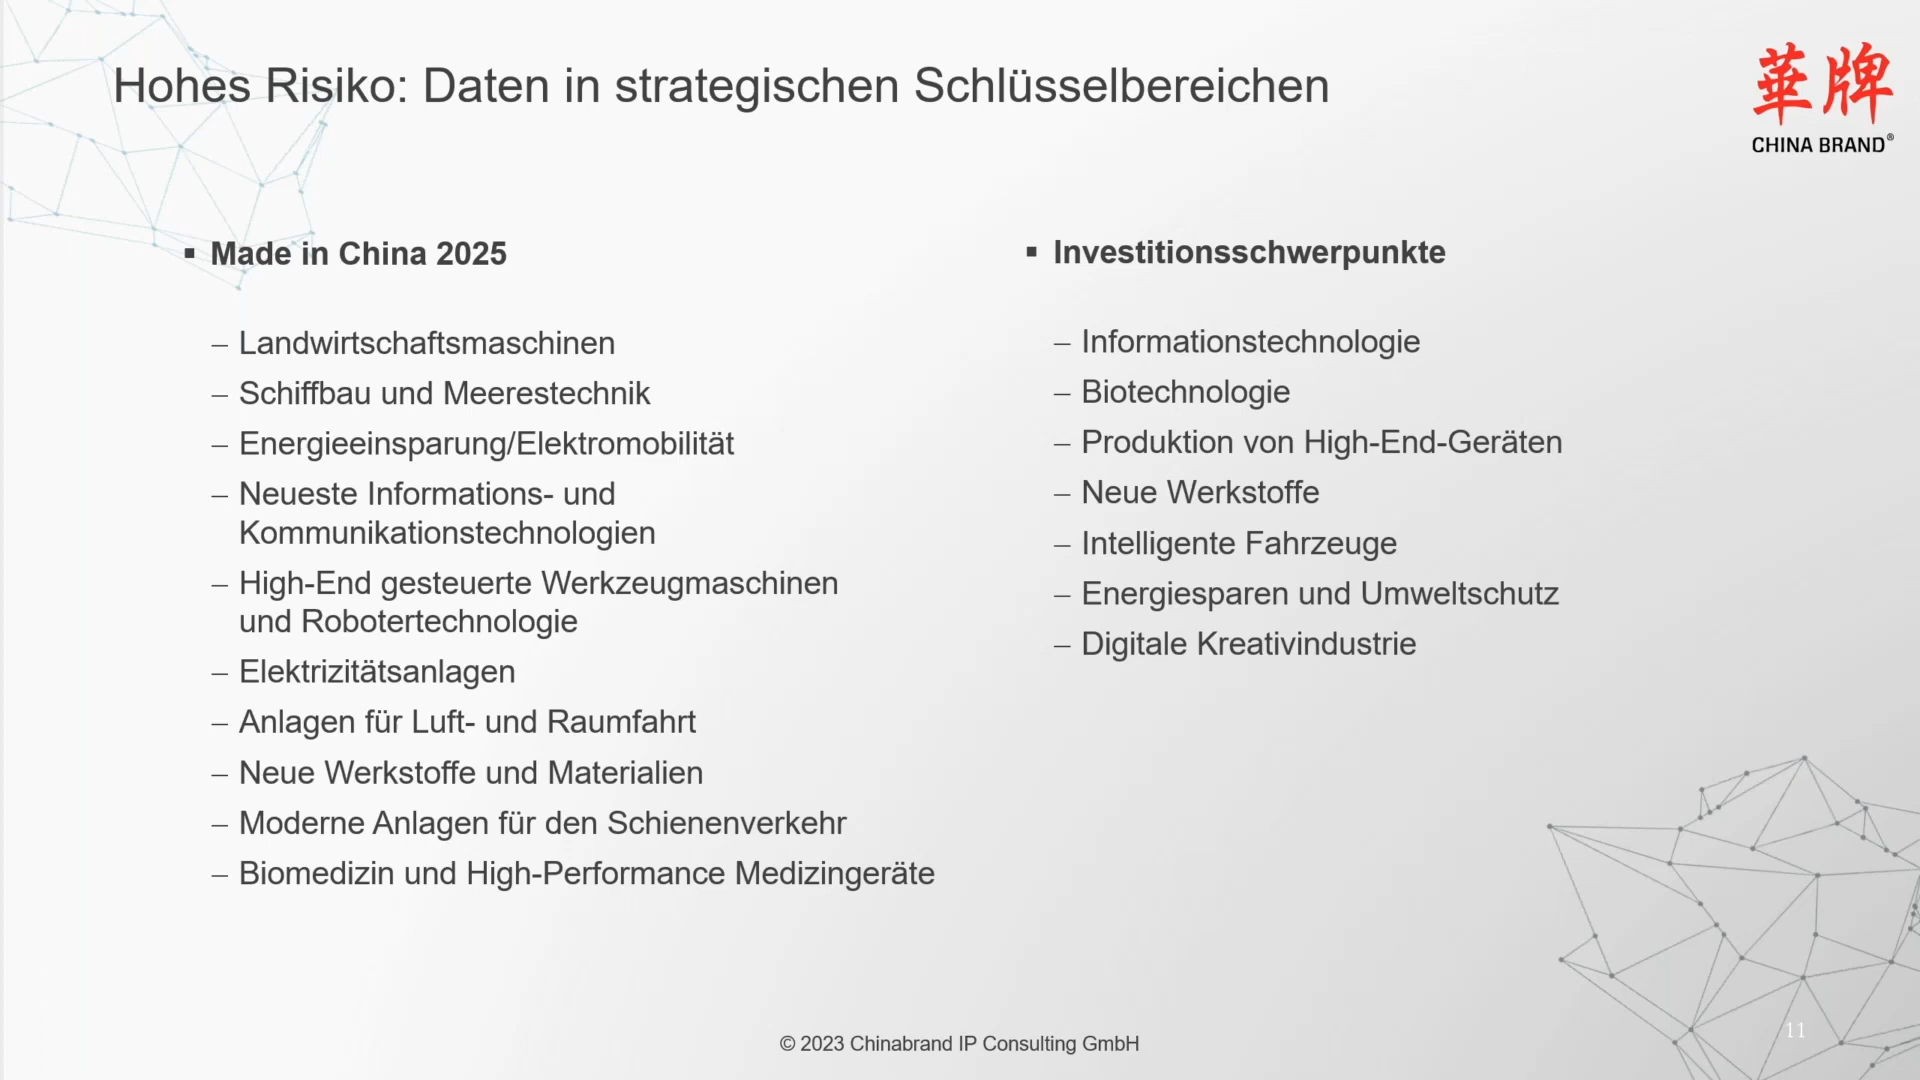 Hohes Risiko: Daten in strategischen Schlüsselbereichen
華牌
CHINA BRAND®
▪ Made in China 2025
– Landwirtschaftsmaschinen
– Schiffbau und Meerestechnik
– Energieeinsparung/Elektromobilität
– Neueste Informations- und
Kommunikationstechnologien
– High-End gesteuerte Werkzeugmaschinen
und Robotertechnologie
– Elektrizitätsanlagen
– Anlagen für Luft- und Raumfahrt
– Neue Werkstoffe und Materialien
– Moderne Anlagen für den Schienenverkehr
– Biomedizin und High-Performance Medizingeräte
▪ Investitionsschwerpunkte
– Informationstechnologie
– Biotechnologie
– Produktion von High-End-Geräten
– Neue Werkstoffe
– Intelligente Fahrzeuge
– Energiesparen und Umweltschutz
– Digitale Kreativindustrie
© 2023 Chinabrand IP Consulting GmbH
11